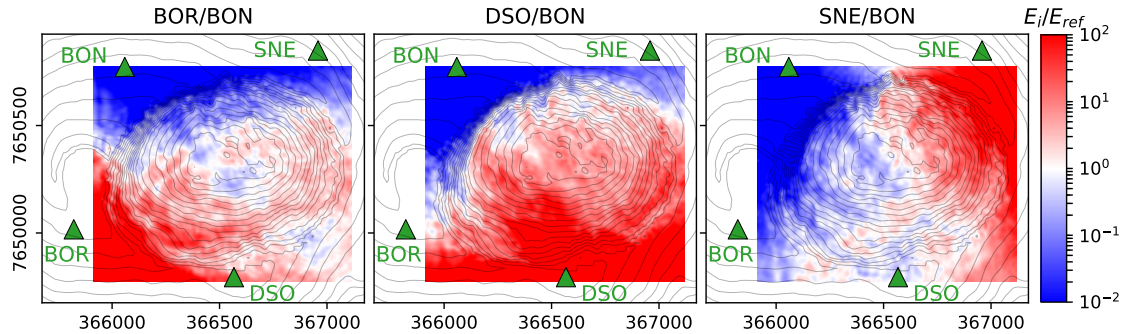 BOR/BON DSO/BON SNE/BON E_i/E_ref
BON SNE BON SNE BON SNE 10^2
7650500 10^1
10^0
7650000 BOR BOR BOR 10^-1
DSO DSO DSO 10^-2
366000 366500 367000 366000 366500 367000 366000 366500 367000